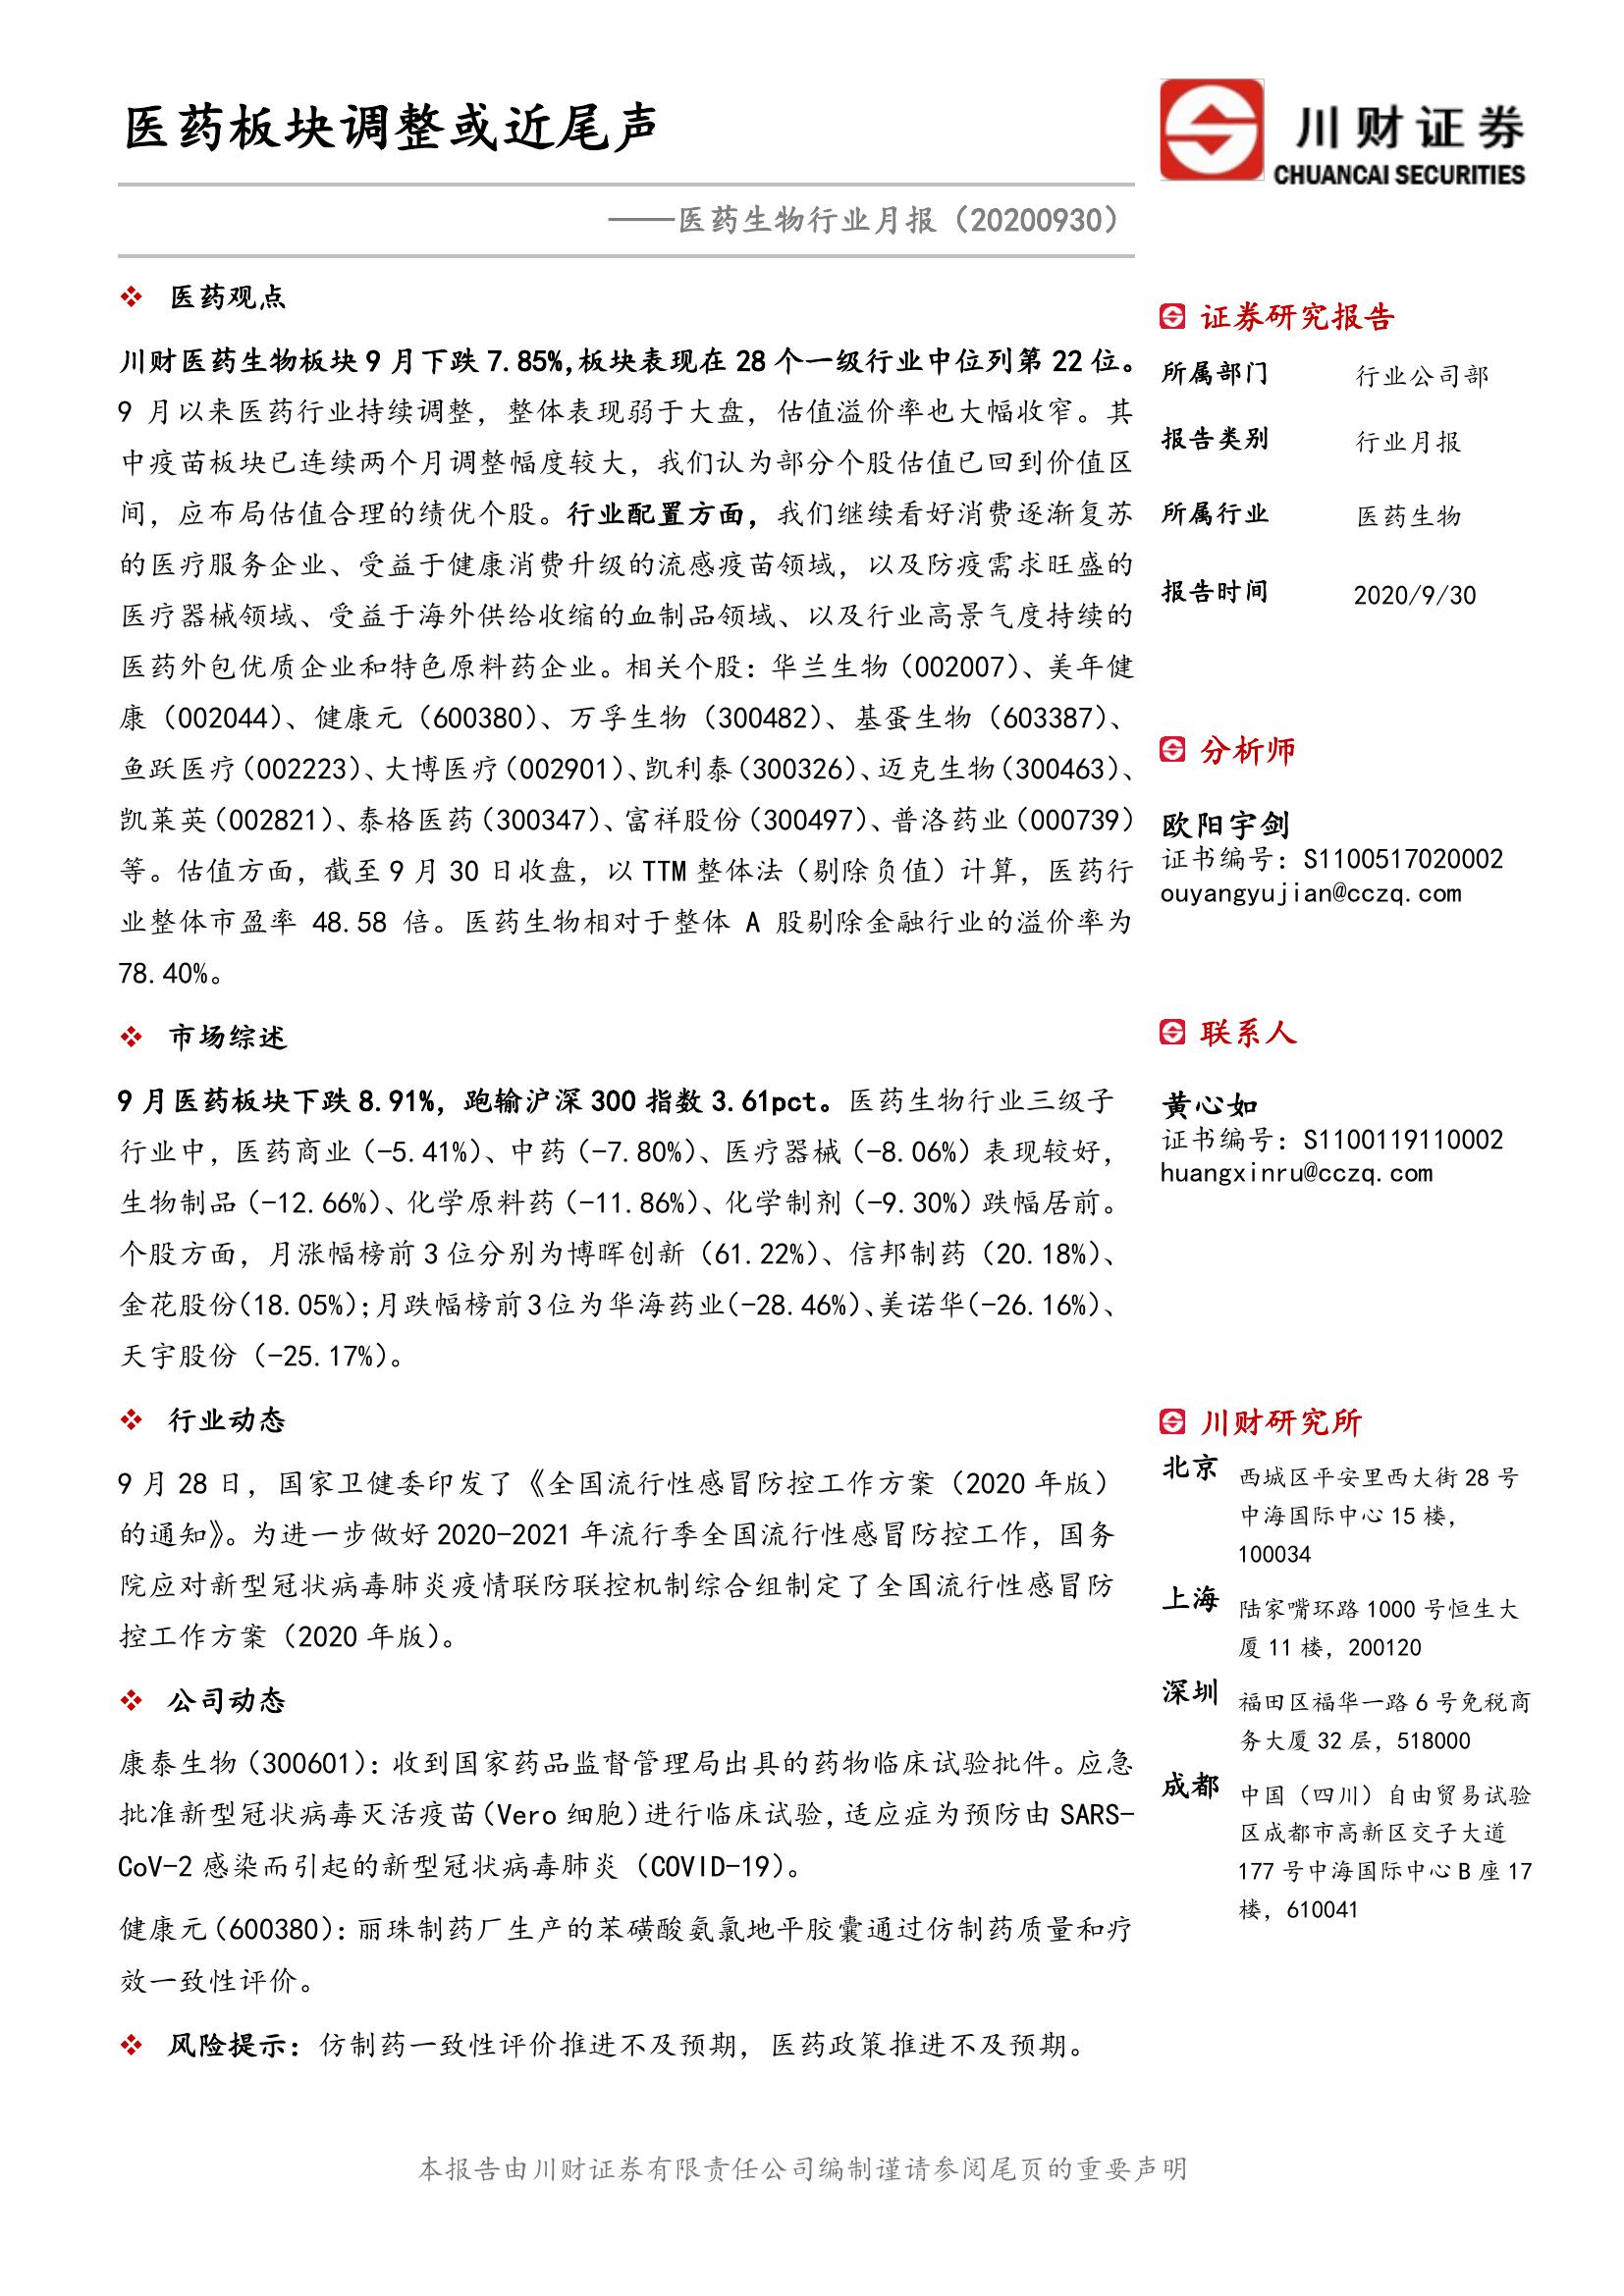 医药板块调整或近尾声
——医药生物行业月报（20200930）
川财证券
CHUANCAI SECURITIES
❖ 医药观点
川财医药生物板块9月下跌7.85%,板块表现在28个一级行业中位列第22位。
9 月以来医药行业持续调整，整体表现弱于大盘，估值溢价率也大幅收窄。其
中疫苗板块已连续两个月调整幅度较大，我们认为部分个股估值已回到价值区
间，应布局估值合理的绩优个股。行业配置方面，我们继续看好消费逐渐复苏
的医疗服务企业、受益于健康消费升级的流感疫苗领域，以及防疫需求旺盛的
医疗器械领域、受益于海外供给收缩的血制品领域、以及行业高景气度持续的
医药外包优质企业和特色原料药企业。相关个股：华兰生物（002007）、美年健
康（002044）、健康元（600380）、万孚生物（300482）、基蛋生物（603387）、
鱼跃医疗（002223）、大博医疗（002901）、凯利泰（300326）、迈克生物（300463）、
凯莱英（002821）、泰格医药（300347）、富祥股份（300497）、普洛药业（000739）
等。估值方面，截至9月30日收盘，以TTM整体法（剔除负值）计算，医药行
业整体市盈率 48.58 倍。医药生物相对于整体 A 股剔除金融行业的溢价率为
78.40%。
❖ 市场综述
9月医药板块下跌8.91%，跑输沪深300指数3.61pct。医药生物行业三级子
行业中，医药商业（-5.41%）、中药（-7.80%）、医疗器械（-8.06%）表现较好，
生物制品（-12.66%）、化学原料药（-11.86%）、化学制剂（-9.30%）跌幅居前。
个股方面，月涨幅榜前3位分别为博晖创新（61.22%）、信邦制药（20.18%）、
金花股份(18.05%)；月跌幅榜前3位为华海药业(-28.46%)、美诺华(-26.16%)、
天宇股份（-25.17%）。
❖ 行业动态
9月28日，国家卫健委印发了《全国流行性感冒防控工作方案（2020年版）
的通知》。为进一步做好2020-2021年流行季全国流行性感冒防控工作，国务
院应对新型冠状病毒肺炎疫情联防联控机制综合组制定了全国流行性感冒防
控工作方案（2020年版）。
❖ 公司动态
康泰生物（300601）：收到国家药品监督管理局出具的药物临床试验批件。应急
批准新型冠状病毒灭活疫苗（Vero细胞）进行临床试验，适应症为预防由SARS-
CoV-2感染而引起的新型冠状病毒肺炎（COVID-19）。
健康元（600380）：丽珠制药厂生产的苯磺酸氨氯地平胶囊通过仿制药质量和疗
效一致性评价。
❖ 风险提示：仿制药一致性评价推进不及预期，医药政策推进不及预期。
证券研究报告
所属部门 行业公司部
报告类别 行业月报
所属行业 医药生物
报告时间 2020/9/30
分析师
欧阳宇剑
证书编号：S1100517020002
ouyangyujian@cczq.com
联系人
黄心如
证书编号：S1100119110002
huangxinru@cczq.com
川财研究所
北京 西城区平安里西大街28号
中海国际中心15楼，
100034
上海 陆家嘴环路1000号恒生大
厦11楼，200120
深圳 福田区福华一路6号免税商
务大厦32层，518000
成都 中国（四川）自由贸易试验
区成都市高新区交子大道
177号中海国际中心B座17
楼，610041
本报告由川财证券有限责任公司编制谨请参阅尾页的重要声明